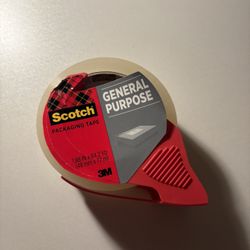 Scotch
PACKAGING TAPE
GENERAL
PURPOSE
3M